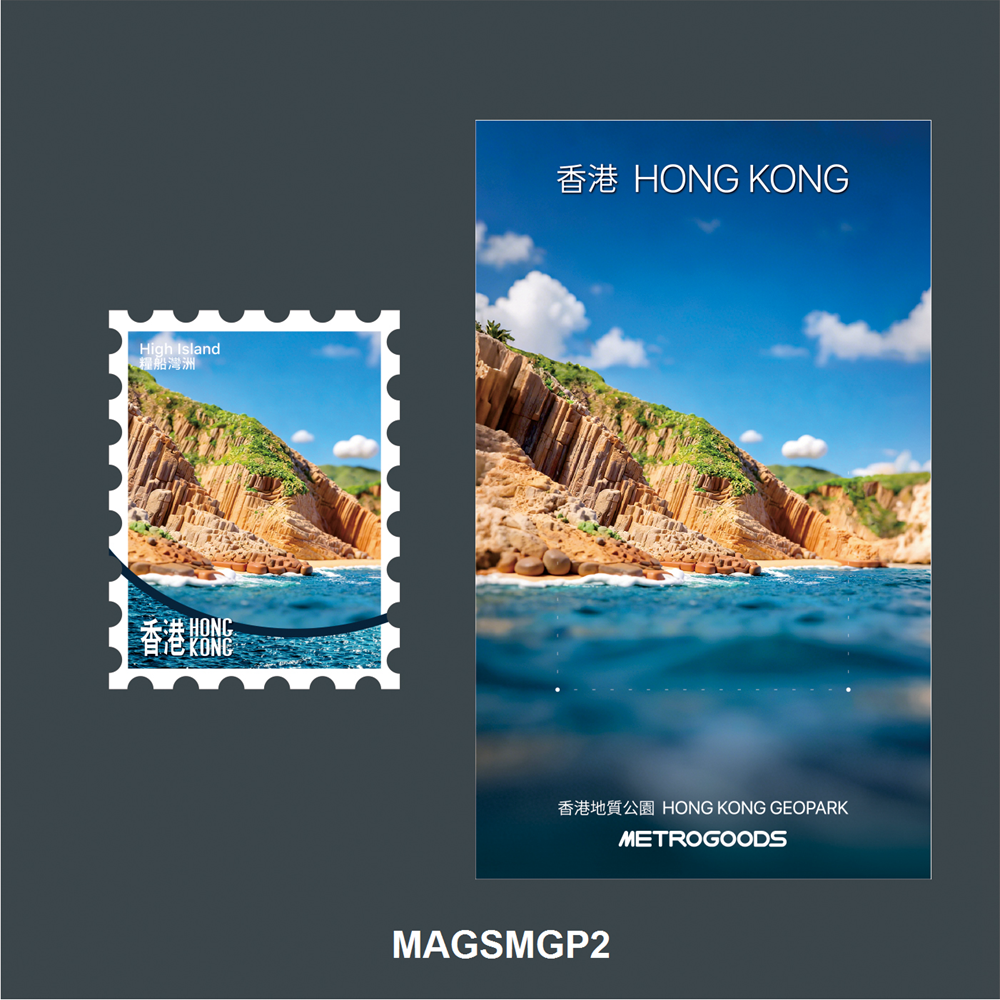 香港 HONG KONG
High Island
糧船灣洲
香港 HONG KONG
香港地質公園 HONG KONG GEOPARK
METROGOODS
MAGSMGP2